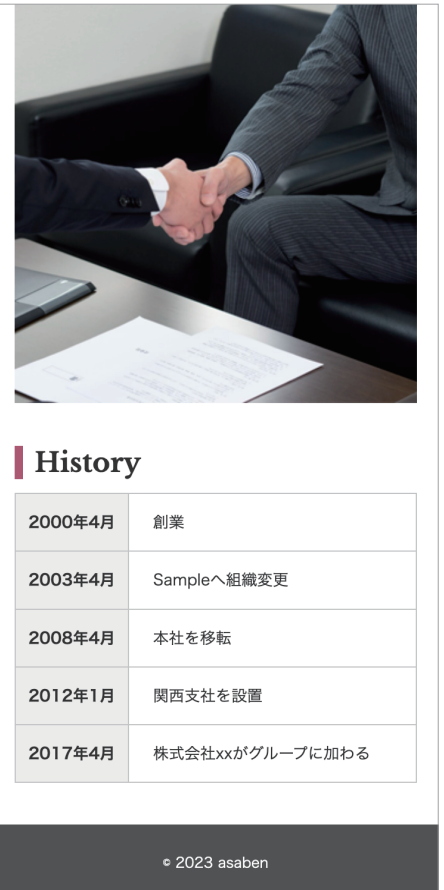 History
2000年4月 創業
2003年4月 Sampleへ組織変更
2008年4月 本社を移転
2012年1月 関西支社を設置
2017年4月 株式会社xxがグループに加わる
© 2023 asaben